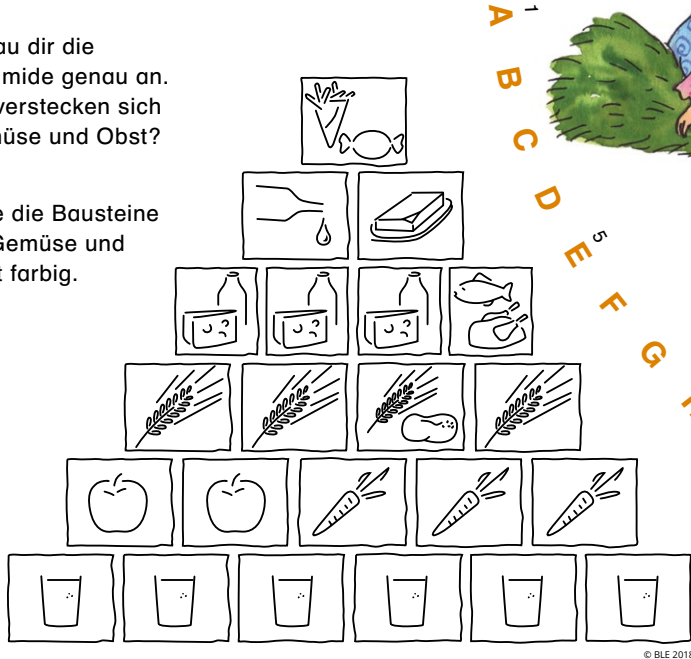 au dir die
mide genau an.
verstecken sich
müse und Obst?
e die Bausteine
Gemüse und
t farbig.
1
A
B
C
D
5
E
F
G
© BLE 2018